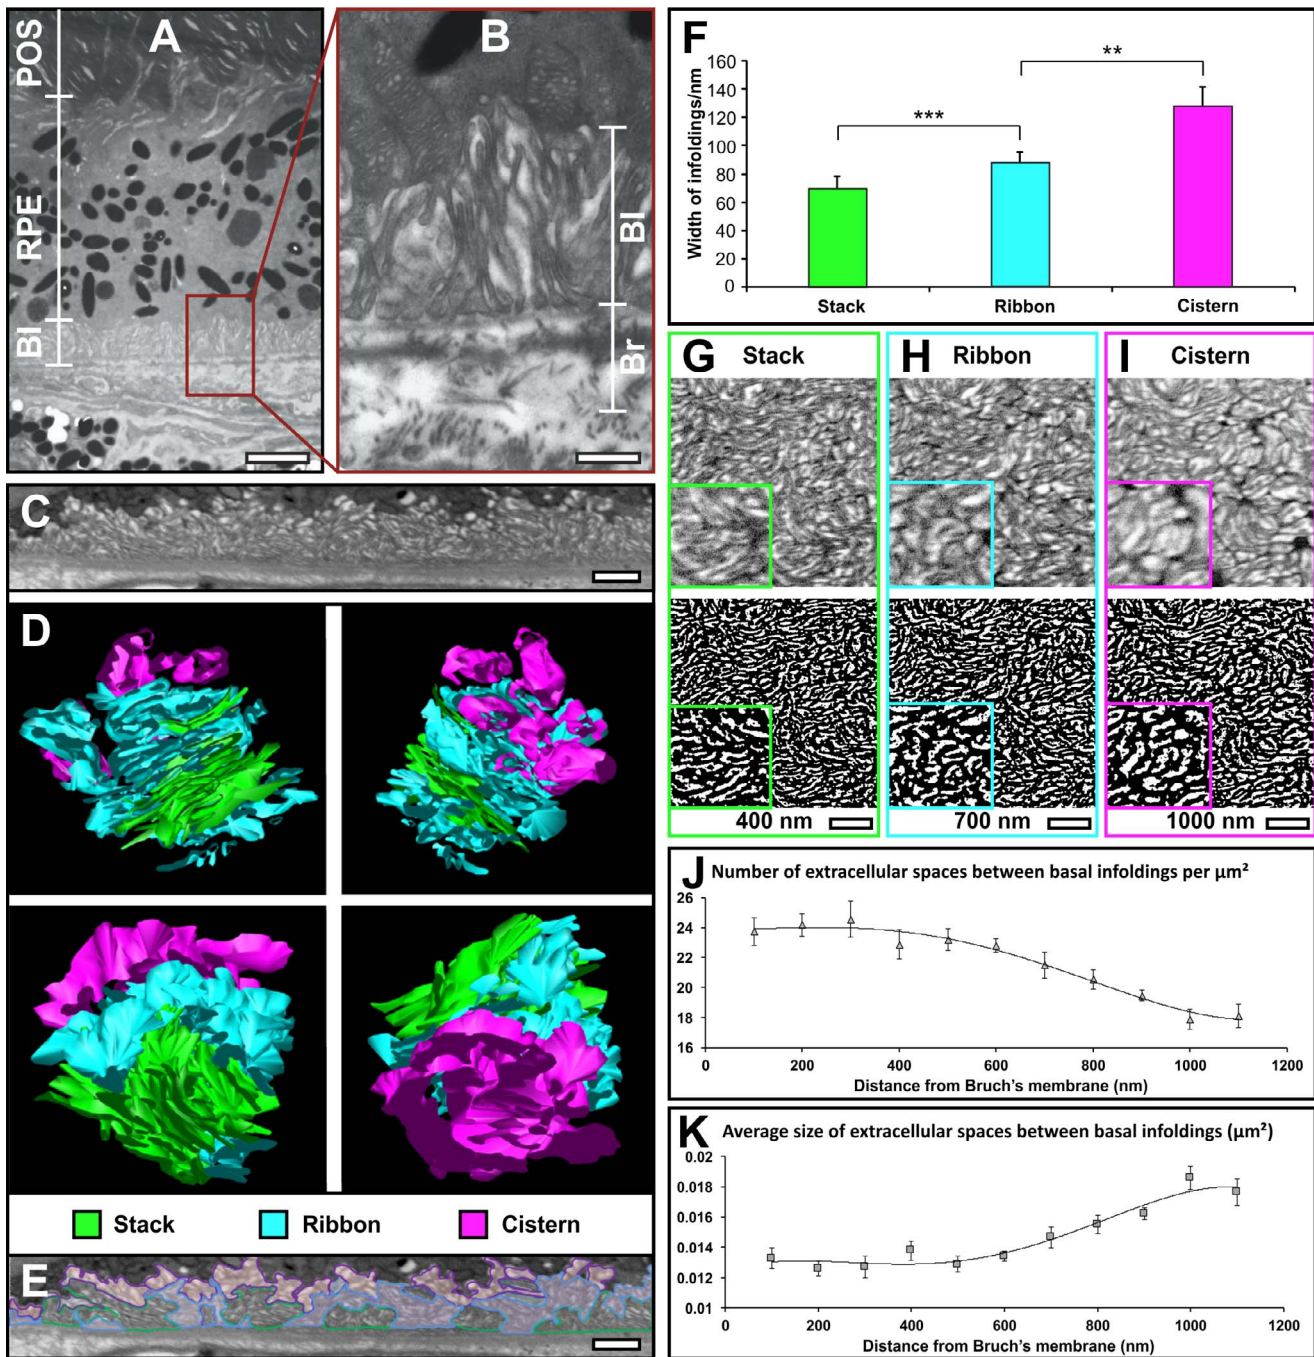 A
POS
RPE
BI
B
BI
Br
C
D
Stack
Ribbon
Cistern
E
F
Width of infoldings/nm
160
140
120
100
80
60
40
20
0
***
**
Stack
Ribbon
Cistern
G Stack
H Ribbon
I Cistern
400 nm
700 nm
1000 nm
J Number of extracellular spaces between basal infoldings per μm²
26
24
22
20
18
16
0 200 400 600 800 1000 1200
Distance from Bruch's membrane (nm)
K Average size of extracellular spaces between basal infoldings (μm²)
0.02
0.018
0.016
0.014
0.012
0.01
0 200 400 600 800 1000 1200
Distance from Bruch's membrane (nm)